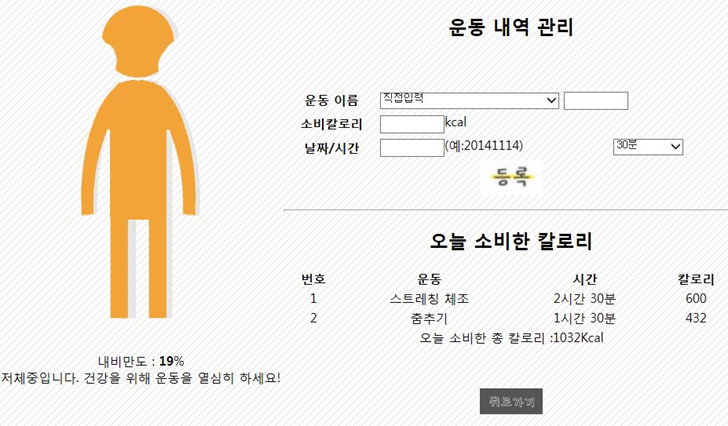 운동 내역 관리
운동 이름 직접입력
소비칼로리 kcal
날짜/시간 (예:20141114) 30분
등록
오늘 소비한 칼로리
번호 운동 시간 칼로리
1 스트레칭 체조 2시간 30분 600
2 춤추기 1시간 30분 432
오늘 소비한 총 칼로리 :1032Kcal
내비만도 : 19%
저체중입니다. 건강을 위해 운동을 열심히 하세요!
뒤로가기